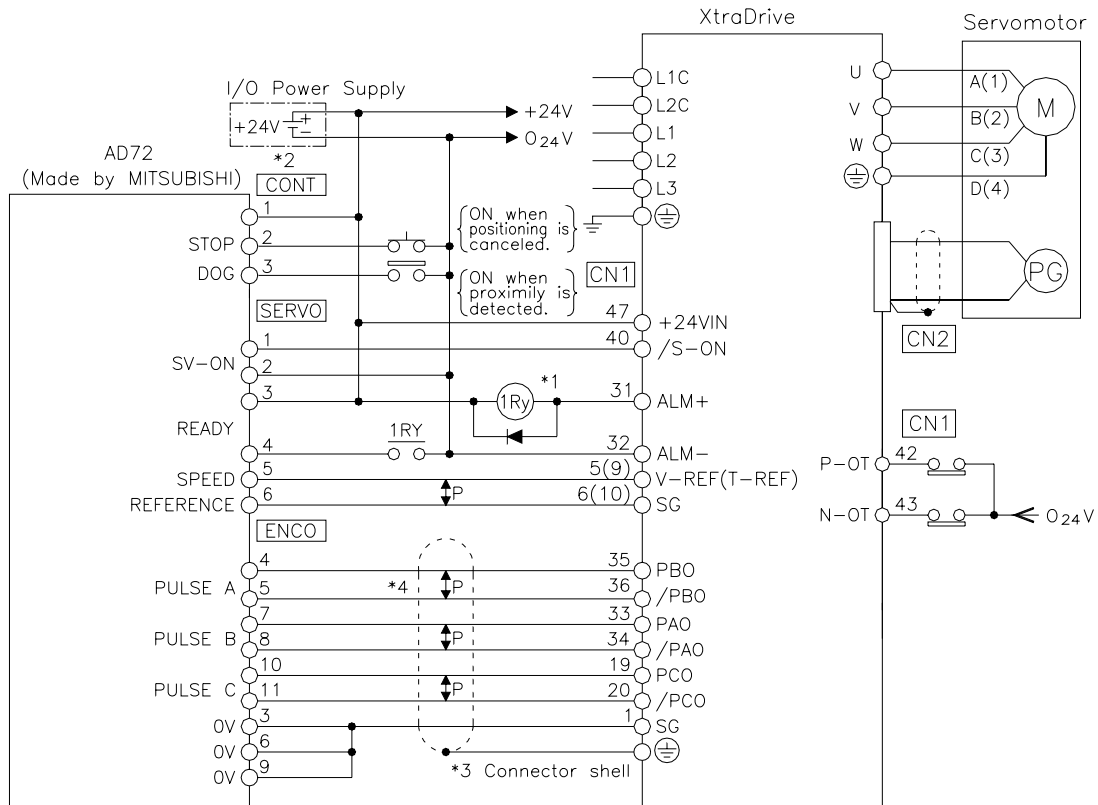 XtraDrive
Servomotor
I/O Power Supply
+24V + −
*2
+24V
0 24V
AD72
(Made by MITSUBISHI)
CONT
1
STOP 2
DOG 3
ON when
positioning is
canceled.
ON when
proximily is
detected.
SERVO
1
SV−ON
2
3
READY
4
SPEED 5
REFERENCE 6
1Ry *1
1RY
P
ENCO
4
PULSE A
5
7
PULSE B
8
10
PULSE C
11
0V 3
0V 6
0V 9
*4
P
P
P
*3 Connector shell
L1C
L2C
L1
L2
L3
CN1
47 +24VIN
40 /S−ON
31 ALM+
32 ALM−
5(9) V−REF(T−REF)
6(10) SG
35 PBO
36 /PBO
33 PAO
34 /PAO
19 PCO
20 /PCO
1 SG
U A(1)
V B(2)
W C(3)
D(4)
M
PG
CN2
CN1
P−OT 42
N−OT 43
0 24V